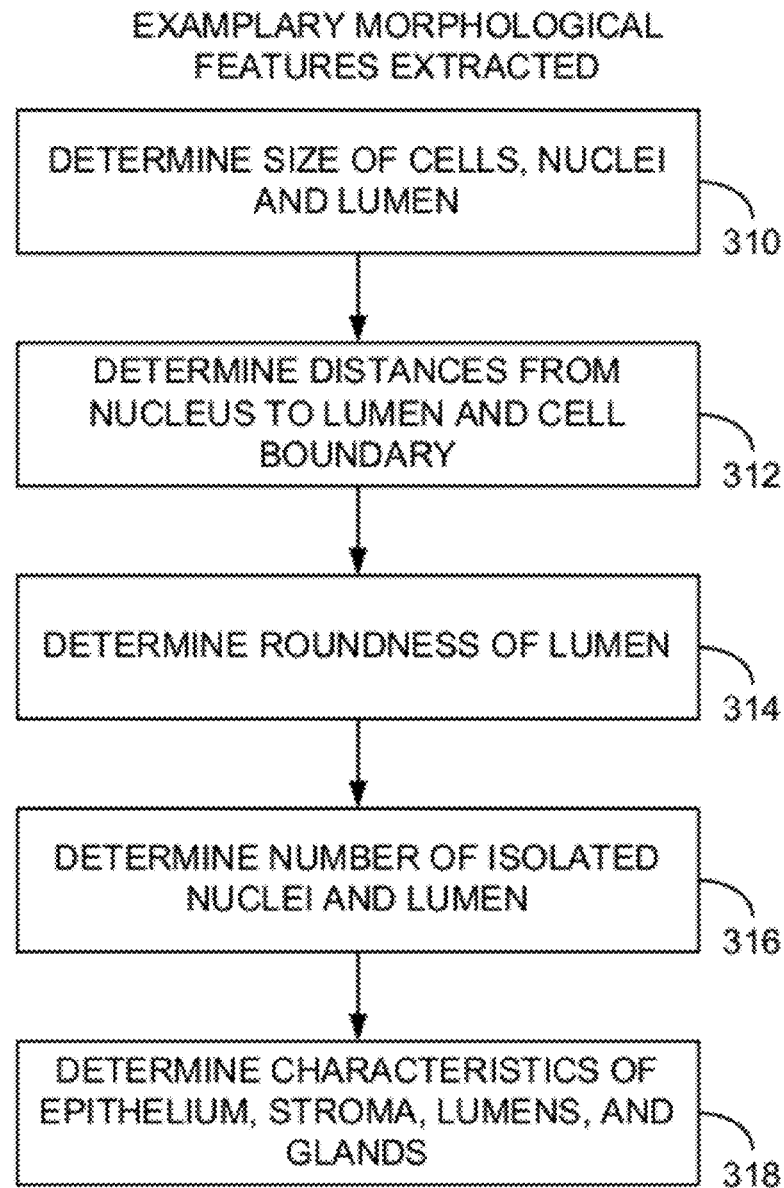 EXAMPLARY MORPHOLOGICAL
FEATURES EXTRACTED
DETERMINE SIZE OF CELLS, NUCLEI
AND LUMEN
310
DETERMINE DISTANCES FROM
NUCLEUS TO LUMEN AND CELL
BOUNDARY
312
DETERMINE ROUNDNESS OF LUMEN
314
DETERMINE NUMBER OF ISOLATED
NUCLEI AND LUMEN
316
DETERMINE CHARACTERISTICS OF
EPITHELIUM, STROMA, LUMENS, AND
GLANDS
318